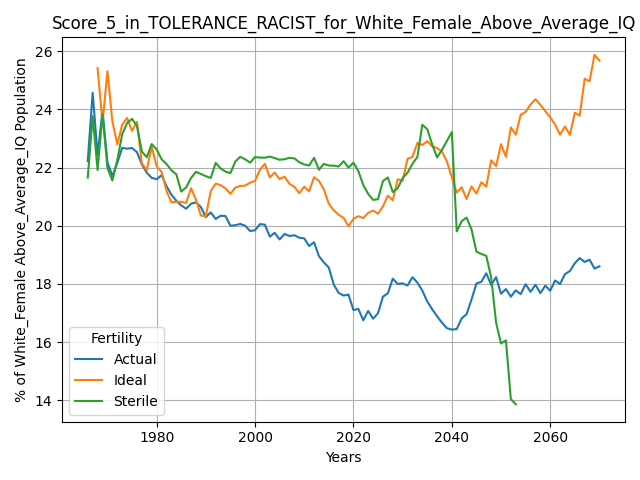 Score_5_in_TOLERANCE_RACIST_for_White_Female_Above_Average_IQ
% of White_Female Above_Average_IQ Population
26
24
22
20
18
16
14
Fertility
Actual
Ideal
Sterile
1980
2000
2020
2040
2060
Years